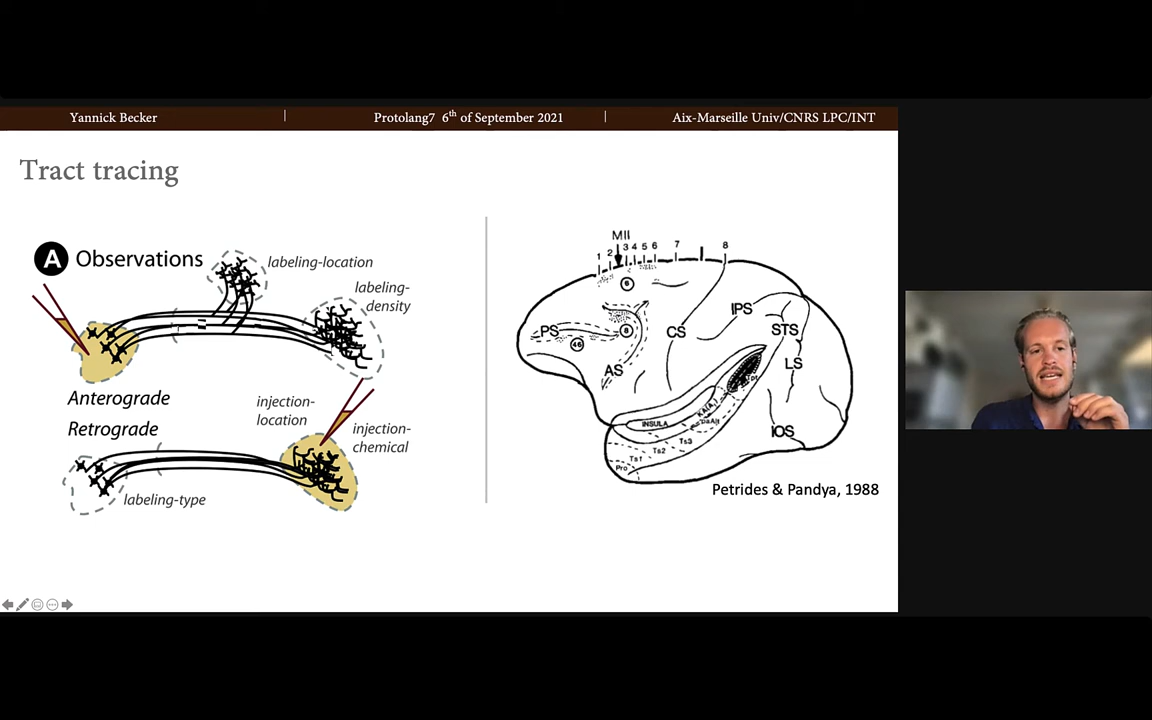 Yannick Becker
Protolang7 6th of September 2021
Aix-Marseille Univ/CNRS LPC/INT
Tract tracing
A Observations
labeling-location
labeling-
density
Anterograde
Retrograde
injection-
location
injection-
chemical
labeling-type
MII
1 2 3 4 5 6 7 8
6
PS
8
46
AS
CS
IPS
STS
LS
IOS
INSULA
Ts3
Ts2
Ts1
Pro
Petrides & Pandya, 1988